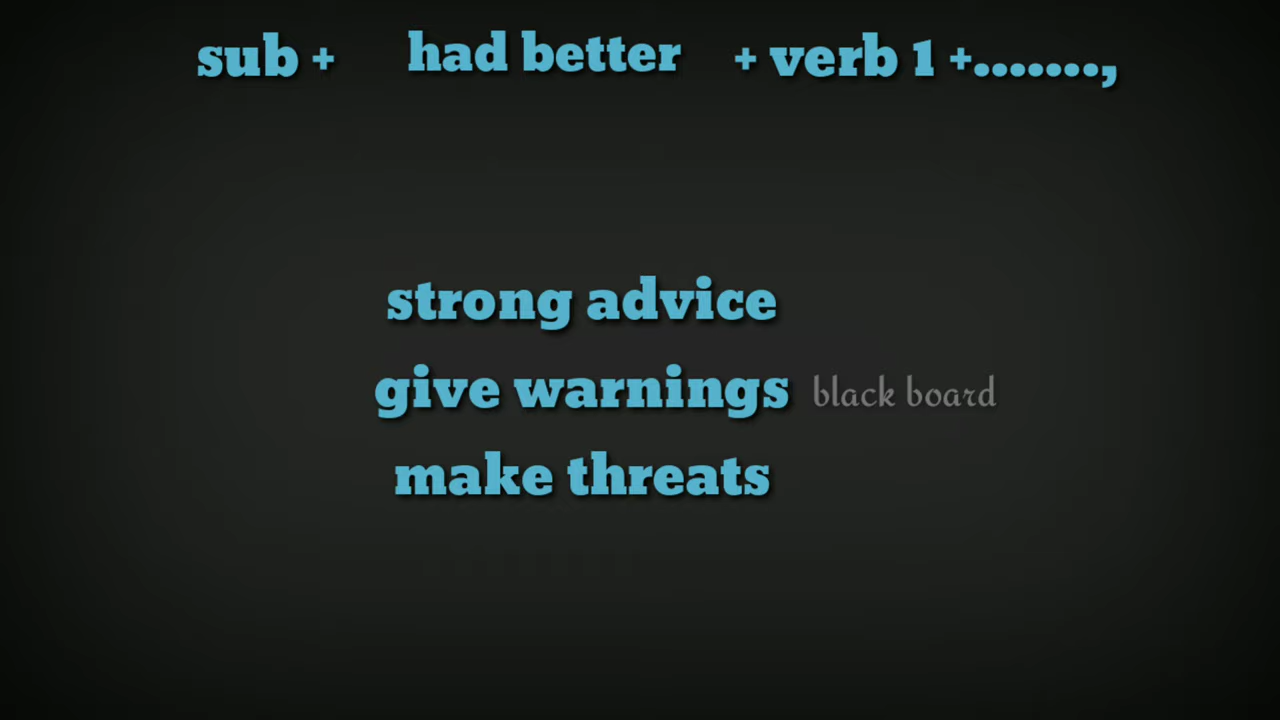 sub + had better + verb 1 +.......,
strong advice
give warnings
black board
make threats